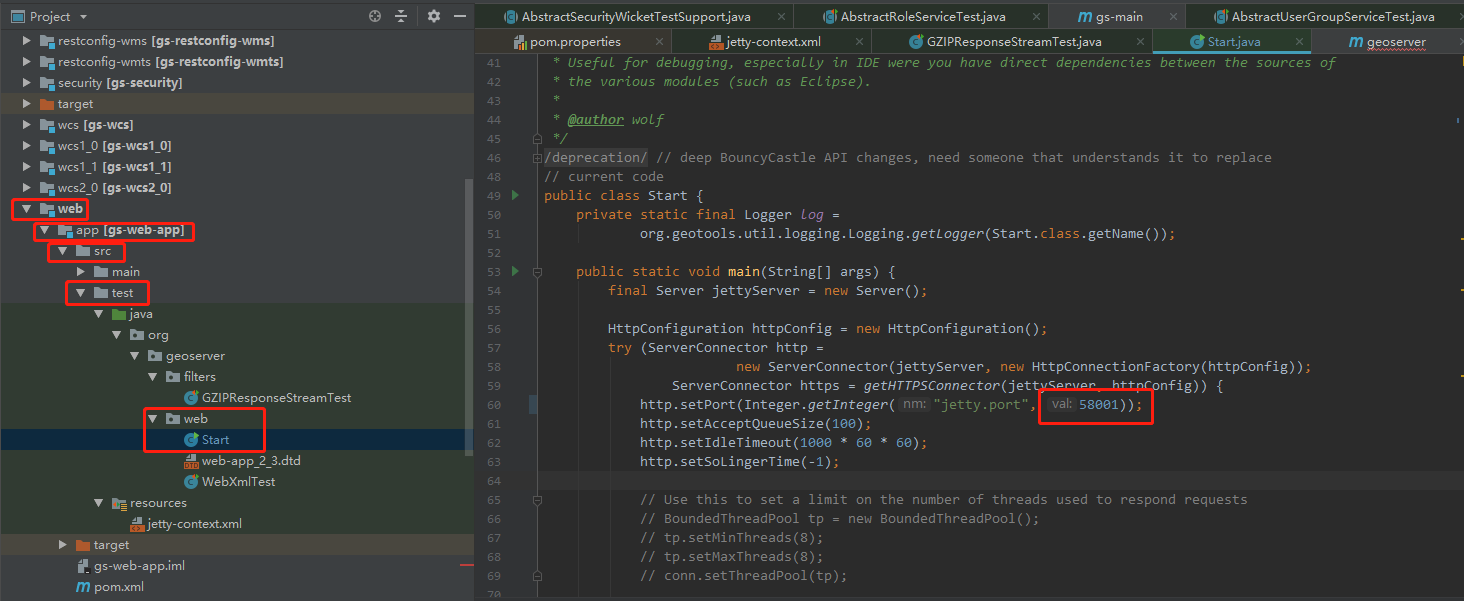 Project
restconfig-wms [gs-restconfig-wms]
restconfig-wmts [gs-restconfig-wmts]
security [gs-security]
target
wcs [gs-wcs]
wcs1_0 [gs-wcs1_0]
wcs1_1 [gs-wcs1_1]
wcs2_0 [gs-wcs2_0]
web
app [gs-web-app]
src
main
test
java
org
geoserver
filters
GZIPResponseStreamTest
web
Start
web-app_2_3.dtd
WebXmlTest
resources
jetty-context.xml
target
gs-web-app.iml
pom.xml
AbstractSecurityWicketTestSupport.java
AbstractRoleServiceTest.java
gs-main
AbstractUserGroupServiceTest.java
pom.properties
jetty-context.xml
GZIPResponseStreamTest.java
Start.java
geoserver
41 * Useful for debugging, especially in IDE were you have direct dependencies between the sources of
42 * the various modules (such as Eclipse).
43 *
44 * @author wolf
45 */
46 /deprecation/ // deep BouncyCastle API changes, need someone that understands it to replace
48 // current code
49 public class Start {
50 private static final Logger log =
51 org.geotools.util.logging.Logging.getLogger(Start.class.getName());
52
53 public static void main(String[] args) {
54 final Server jettyServer = new Server();
55
56 HttpConfiguration httpConfig = new HttpConfiguration();
57 try (ServerConnector http =
58 new ServerConnector(jettyServer, new HttpConnectionFactory(httpConfig));
59 ServerConnector https = getHTTPSConnector(jettyServer, httpConfig)) {
60 http.setPort(Integer.getInteger( nm: "jetty.port", val: 58001));
61 http.setAcceptQueueSize(100);
62 http.setIdleTimeout(1000 * 60 * 60);
63 http.setSoLingerTime(-1);
64
65 // Use this to set a limit on the number of threads used to respond requests
66 // BoundedThreadPool tp = new BoundedThreadPool();
67 // tp.setMinThreads(8);
68 // tp.setMaxThreads(8);
69 // conn.setThreadPool(tp);
70